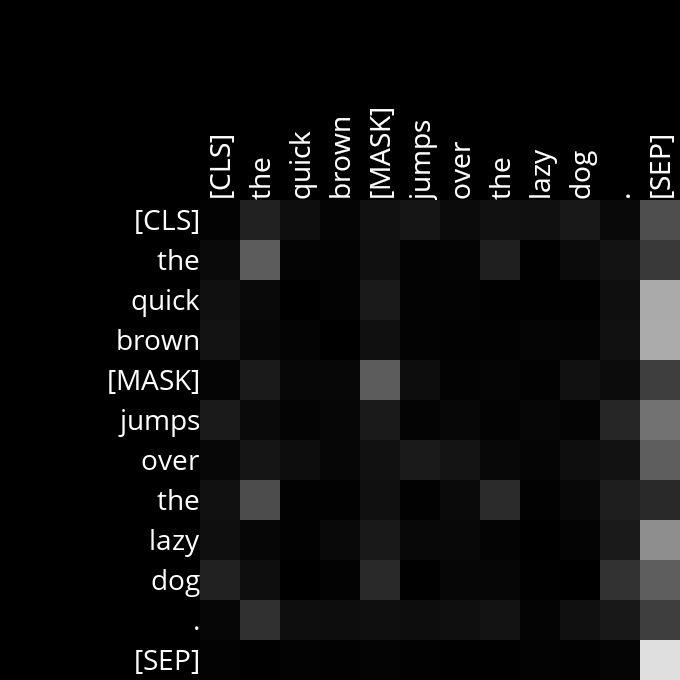 [CLS] the quick brown [MASK] jumps over the lazy dog . [SEP]
[CLS]
the
quick
brown
[MASK]
jumps
over
the
lazy
dog
.
[SEP]